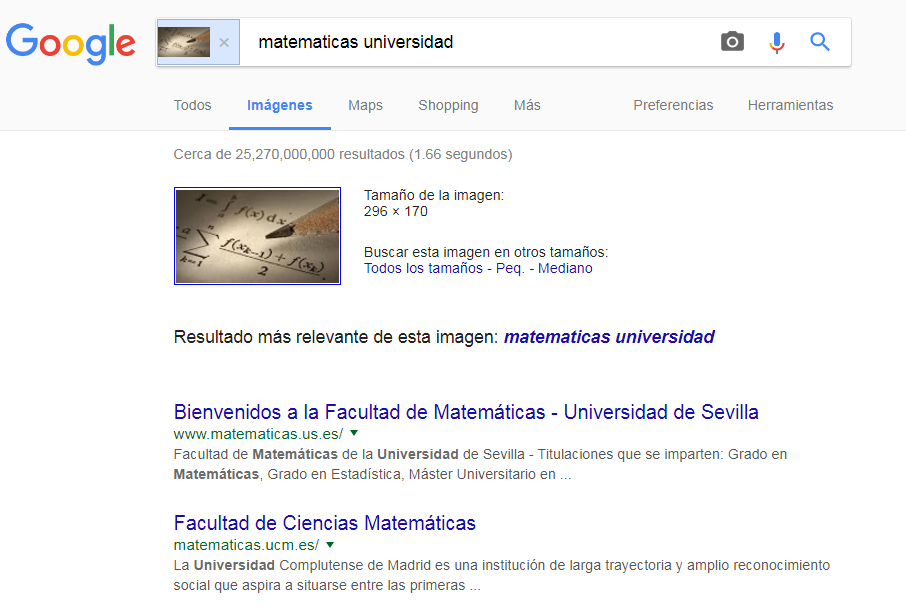 Google
matematicas universidad
Todos Imágenes Maps Shopping Más Preferencias Herramientas
Cerca de 25,270,000,000 resultados (1.66 segundos)
I = ∫ f(x) dx
Tamaño de la imagen:
296 × 170
∑ f(xₖ₋₁) + f(xₖ)
k=1
2
Buscar esta imagen en otros tamaños:
Todos los tamaños - Peq. - Mediano
Resultado más relevante de esta imagen: matematicas universidad
Bienvenidos a la Facultad de Matemáticas - Universidad de Sevilla
www.matematicas.us.es/
Facultad de Matemáticas de la Universidad de Sevilla - Titulaciones que se imparten: Grado en
Matemáticas, Grado en Estadística, Máster Universitario en ...
Facultad de Ciencias Matemáticas
matematicas.ucm.es/
La Universidad Complutense de Madrid es una institución de larga trayectoria y amplio reconocimiento
social que aspira a situarse entre las primeras ...